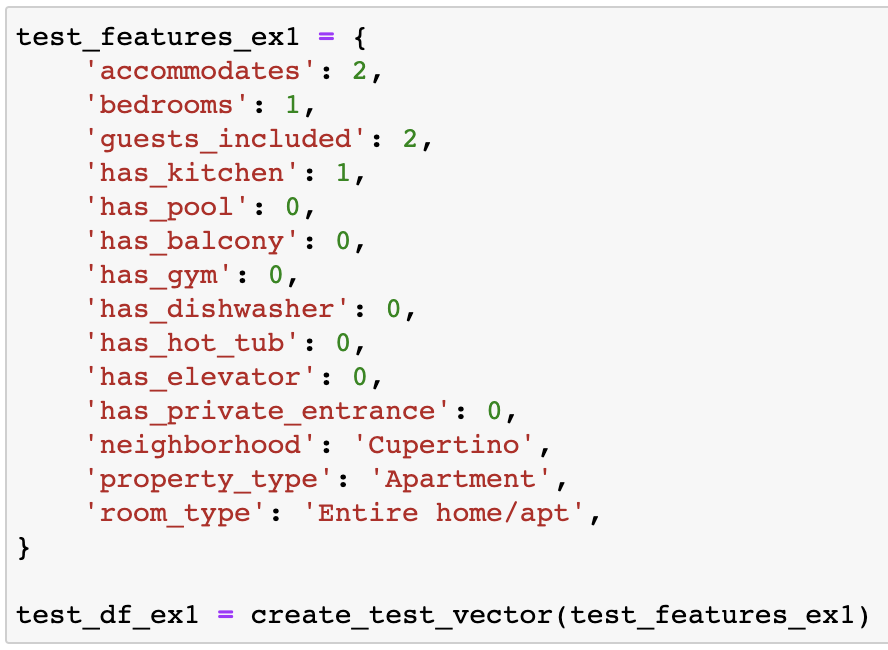 test_features_ex1 = {
    'accommodates': 2,
    'bedrooms': 1,
    'guests_included': 2,
    'has_kitchen': 1,
    'has_pool': 0,
    'has_balcony': 0,
    'has_gym': 0,
    'has_dishwasher': 0,
    'has_hot_tub': 0,
    'has_elevator': 0,
    'has_private_entrance': 0,
    'neighborhood': 'Cupertino',
    'property_type': 'Apartment',
    'room_type': 'Entire home/apt',
}

test_df_ex1 = create_test_vector(test_features_ex1)